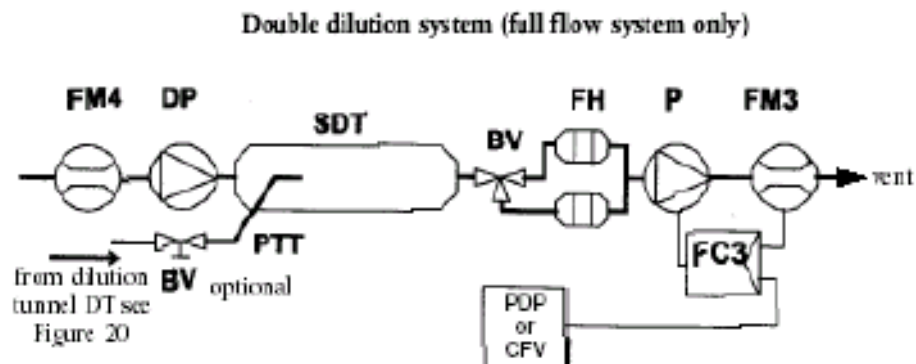 Double dilution system (full flow system only)
FM4 DP SDT BV FH P FM3
vent
PTT
FC3
BV optional
from dilution
tunnel DT see
Figure 20
PDP
or
CFV